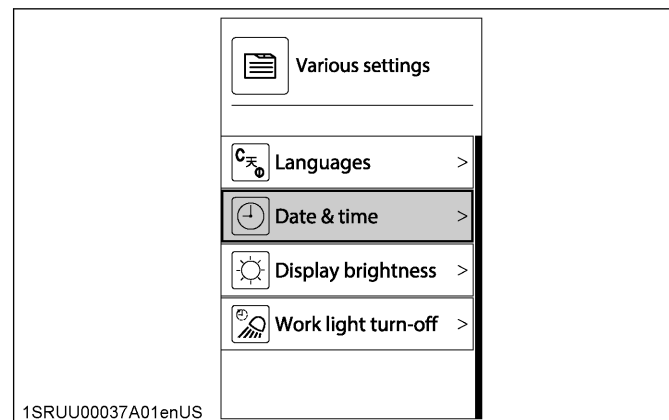 Various settings
Languages >
Date & time >
Display brightness >
Work light turn-off >
1SRUU00037A01enUS